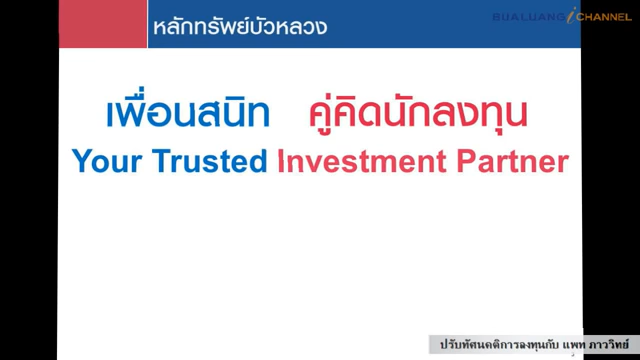 หลักทรัพย์บัวหลวง
BUALUANG iCHANNEL
เพื่อนสนิท คู่คิดนักลงทุน
Your Trusted Investment Partner
ปรับทัศนคติการลงทุนกับ แพท ภาววิทย์